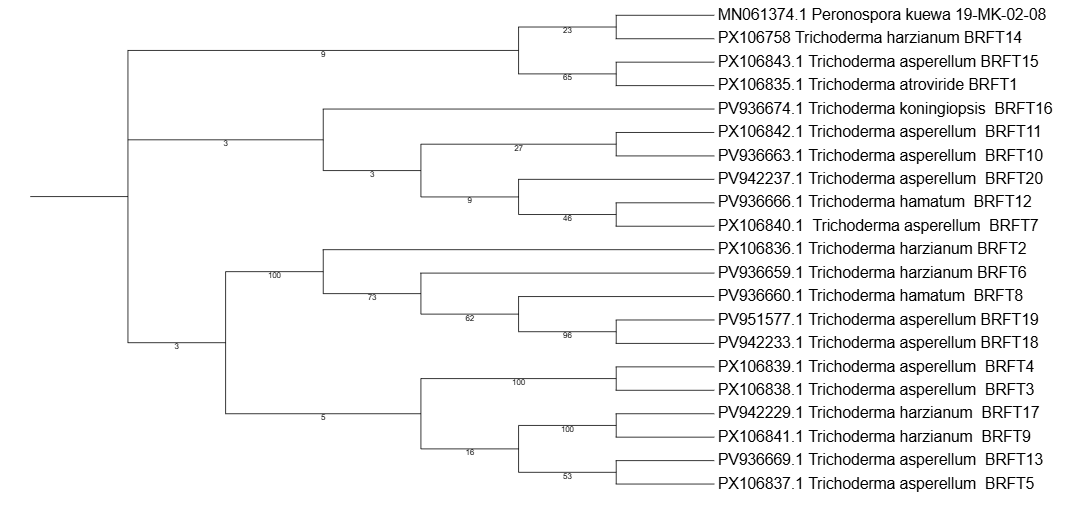 MN061374.1 Peronospora kuewa 19-MK-02-08
23
PX106758 Trichoderma harzianum BRFT14
9
PX106843.1 Trichoderma asperellum BRFT15
65
PX106835.1 Trichoderma atroviride BRFT1
PV936674.1 Trichoderma koningiopsis BRFT16
PX106842.1 Trichoderma asperellum BRFT11
3
27
PV936663.1 Trichoderma asperellum BRFT10
3
PV942237.1 Trichoderma asperellum BRFT20
9
PV936666.1 Trichoderma hamatum BRFT12
46
PX106840.1 Trichoderma asperellum BRFT7
PX106836.1 Trichoderma harzianum BRFT2
100
PV936659.1 Trichoderma harzianum BRFT6
73
PV936660.1 Trichoderma hamatum BRFT8
62
PV951577.1 Trichoderma asperellum BRFT19
96
PV942233.1 Trichoderma asperellum BRFT18
3
PX106839.1 Trichoderma asperellum BRFT4
100
PX106838.1 Trichoderma asperellum BRFT3
5
PV942229.1 Trichoderma harzianum BRFT17
100
PX106841.1 Trichoderma harzianum BRFT9
16
PV936669.1 Trichoderma asperellum BRFT13
53
PX106837.1 Trichoderma asperellum BRFT5